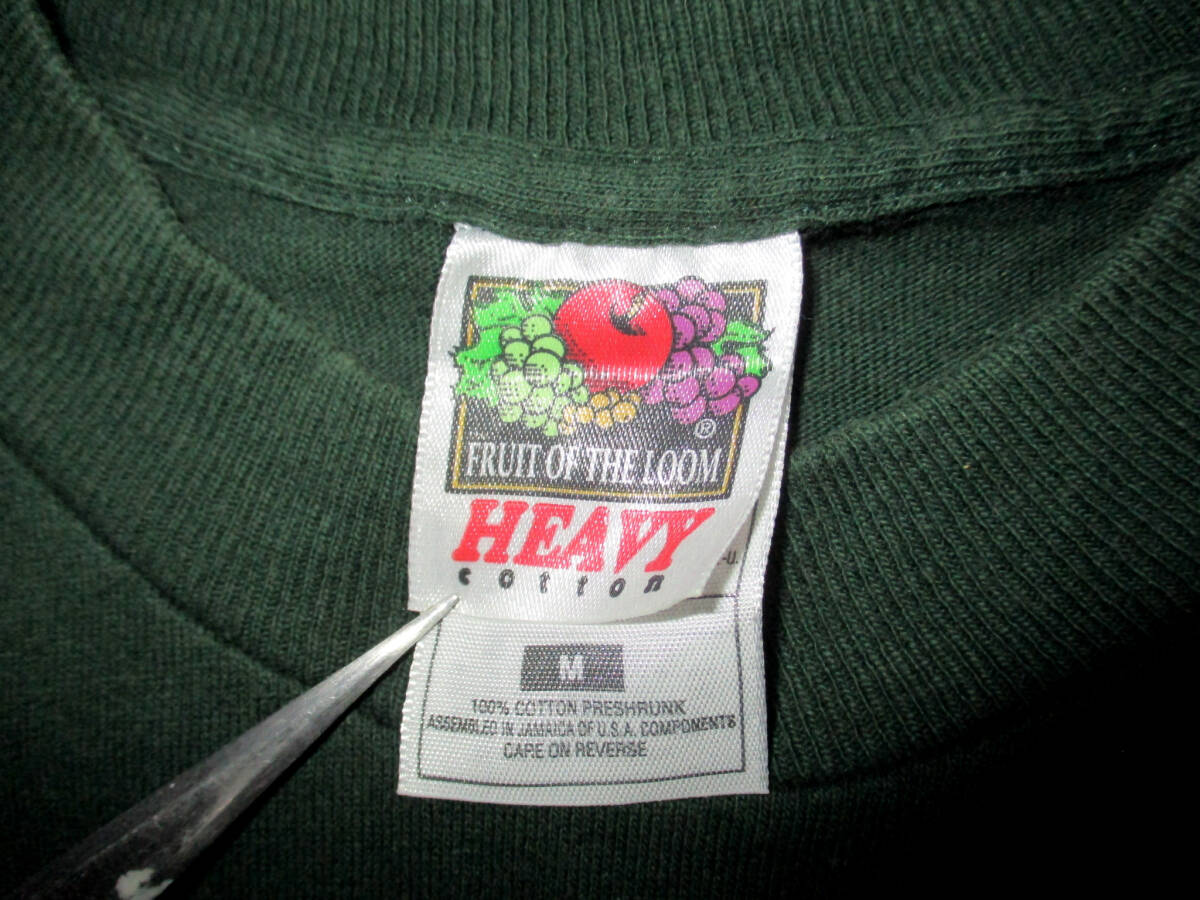 FRUIT OF THE LOOM
®
HEAVY
cotton
-U.
M
100% COTTON PRESHRUNK
ASSEMBLED IN JAMAICA OF U.S.A. COMPONENTS
CARE ON REVERSE